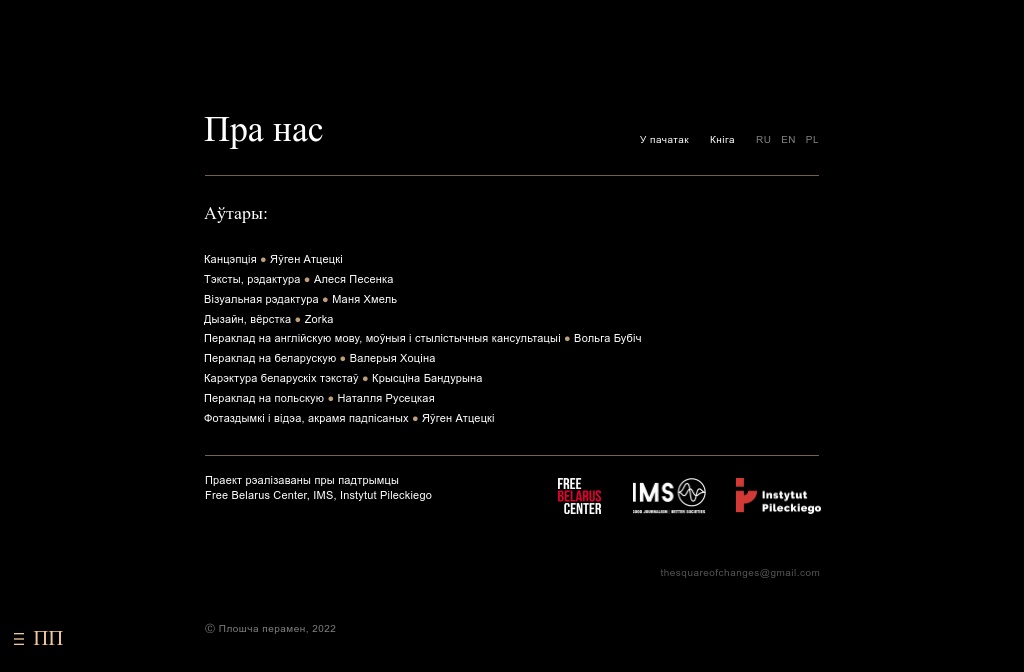 Пра нас
У пачатак Кніга RU EN PL
Аўтары:
Канцэпцыя ● Яўген Атцецкі
Тэксты, рэдактура ● Алеся Песенка
Візуальная рэдактура ● Маня Хмель
Дызайн, вёрстка ● Zorka
Пераклад на англійскую мову, моўныя і стылістычныя кансультацыі ● Вольга Бубіч
Пераклад на беларускую ● Валерыя Хоціна
Карэктура беларускіх тэкстаў ● Крысціна Бандурына
Пераклад на польскую ● Наталля Русецкая
Фотаздымкі і відэа, акрамя падпісаных ● Яўген Атцецкі
Праект рэалізаваны пры падтрымцы
Free Belarus Center, IMS, Instytut Pileckiego
FREE
BELARUS
CENTER
IMS
GOOD JOURNALISM | BETTER SOCIETIES
Instytut
Pileckiego
thesquareofchanges@gmail.com
© Плошча перамен, 2022
ПП